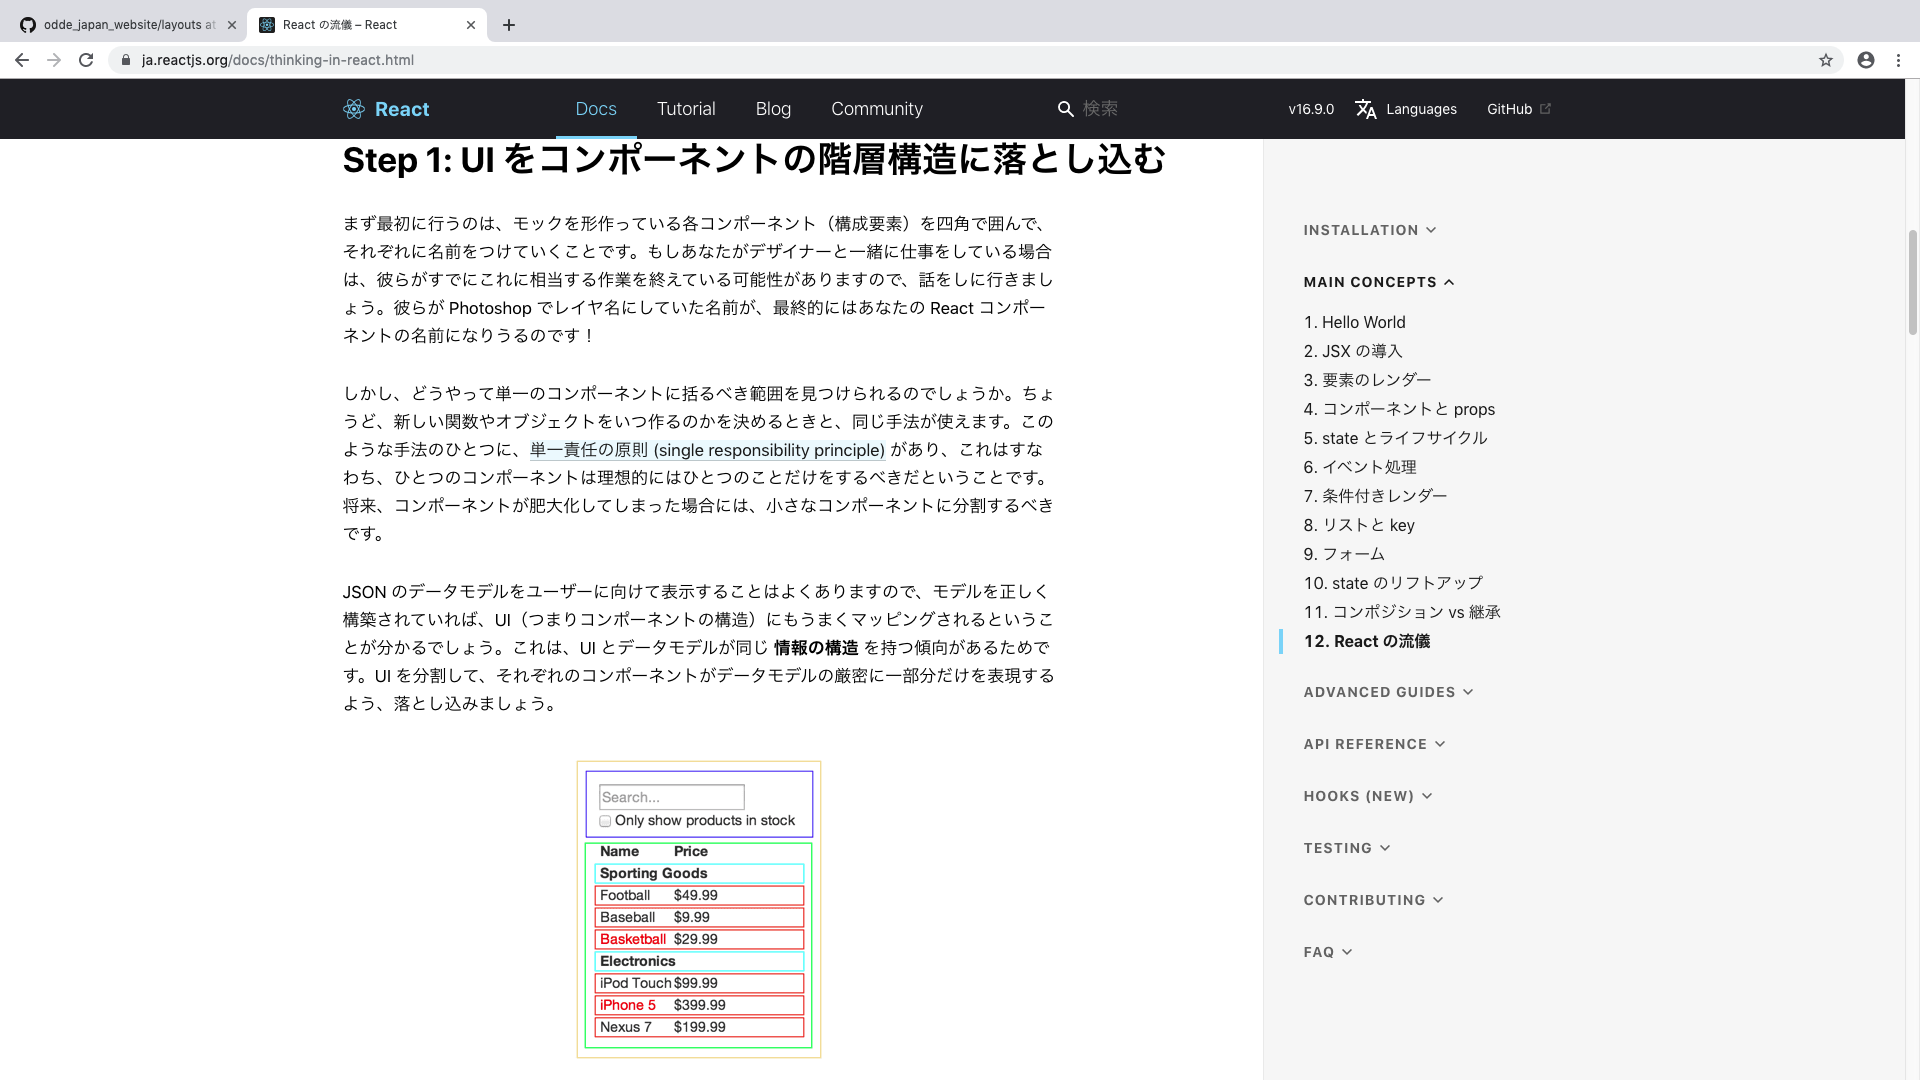 odde_japan_website/layouts at
React の流儀 – React
ja.reactjs.org/docs/thinking-in-react.html
React
Docs
Tutorial
Blog
Community
検索
v16.9.0
Languages
GitHub
Step 1: UI をコンポーネントの階層構造に落とし込む
まず最初に行うのは、モックを形作っている各コンポーネント（構成要素）を四角で囲んで、
それぞれに名前をつけていくことです。もしあなたがデザイナーと一緒に仕事をしている場合
は、彼らがすでにこれに相当する作業を終えている可能性がありますので、話をしに行きまし
ょう。彼らが Photoshop でレイヤ名にしていた名前が、最終的にはあなたの React コンポー
ネントの名前になりうるのです！
しかし、どうやって単一のコンポーネントに括るべき範囲を見つけられるのでしょうか。ちょ
うど、新しい関数やオブジェクトをいつ作るのかを決めるときと、同じ手法が使えます。この
ような手法のひとつに、単一責任の原則 (single responsibility principle) があり、これはすな
わち、ひとつのコンポーネントは理想的にはひとつのことだけをするべきだということです。
将来、コンポーネントが肥大化してしまった場合には、小さなコンポーネントに分割するべき
です。
JSON のデータモデルをユーザーに向けて表示することはよくありますので、モデルを正しく
構築されていれば、UI（つまりコンポーネントの構造）にもうまくマッピングされるというこ
とが分かるでしょう。これは、UI とデータモデルが同じ 情報の構造 を持つ傾向があるためで
す。UI を分割して、それぞれのコンポーネントがデータモデルの厳密に一部分だけを表現する
よう、落とし込みましょう。
Search...
Only show products in stock
Name Price
Sporting Goods
Football $49.99
Baseball $9.99
Basketball $29.99
Electronics
iPod Touch $99.99
iPhone 5 $399.99
Nexus 7 $199.99
INSTALLATION
MAIN CONCEPTS
1. Hello World
2. JSX の導入
3. 要素のレンダー
4. コンポーネントと props
5. state とライフサイクル
6. イベント処理
7. 条件付きレンダー
8. リストと key
9. フォーム
10. state のリフトアップ
11. コンポジション vs 継承
12. React の流儀
ADVANCED GUIDES
API REFERENCE
HOOKS (NEW)
TESTING
CONTRIBUTING
FAQ